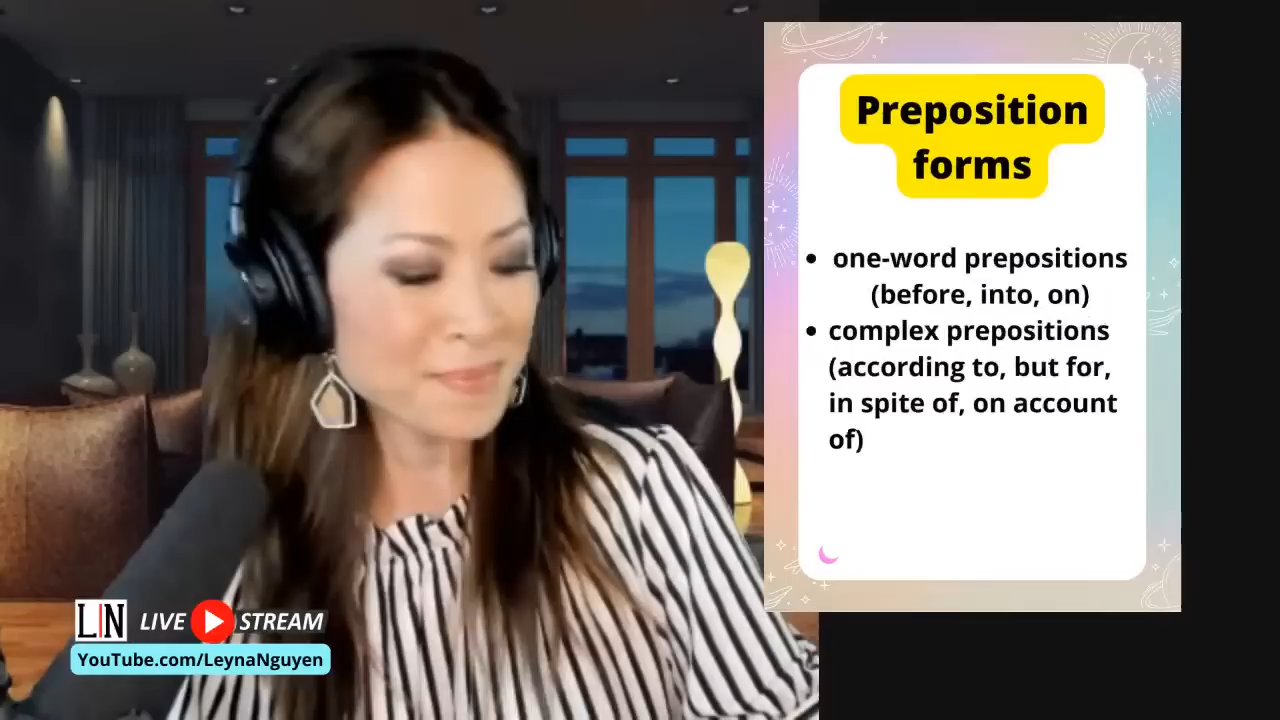 Preposition
forms
• one-word prepositions
(before, into, on)
• complex prepositions
(according to, but for,
in spite of, on account
of)
LIN LIVE STREAM
YouTube.com/LeynaNguyen